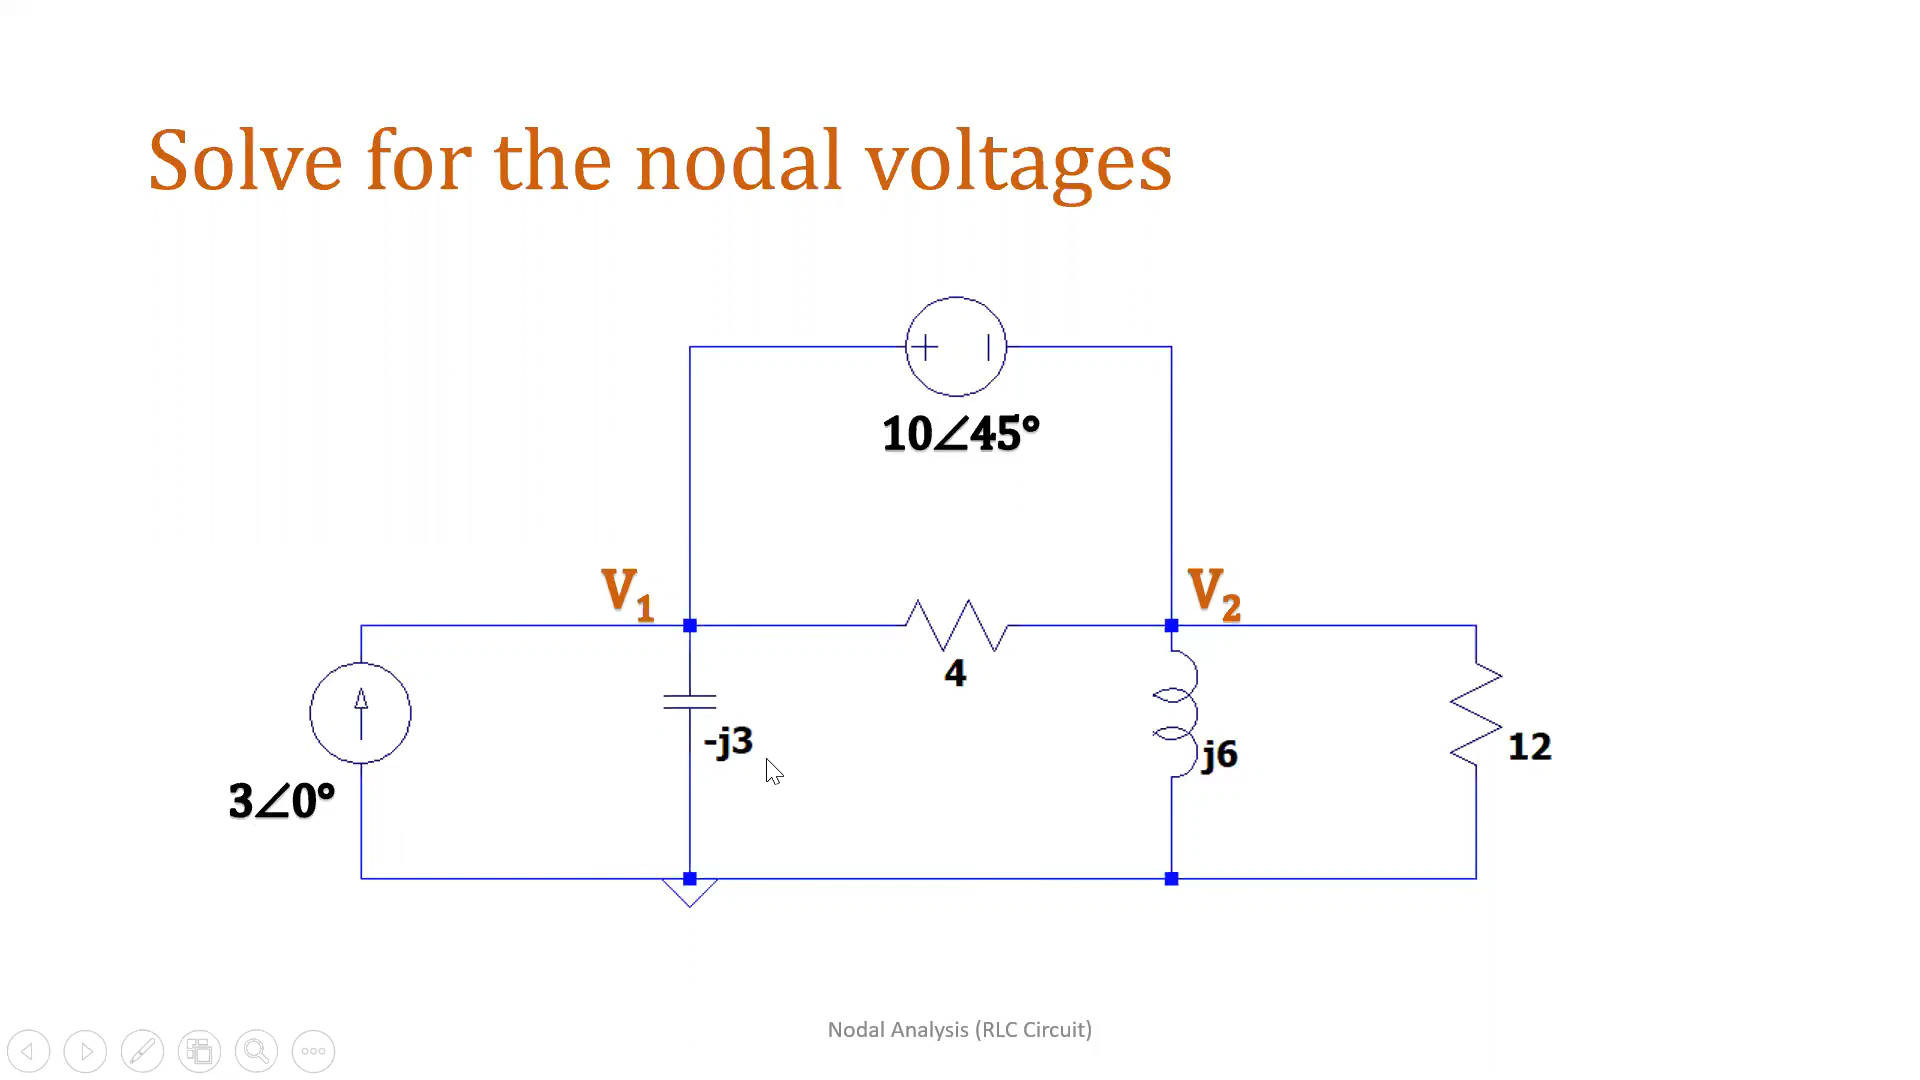 Solve for the nodal voltages
10∠45°
V₁
V₂
4
-j3
j6
12
3∠0°
Nodal Analysis (RLC Circuit)